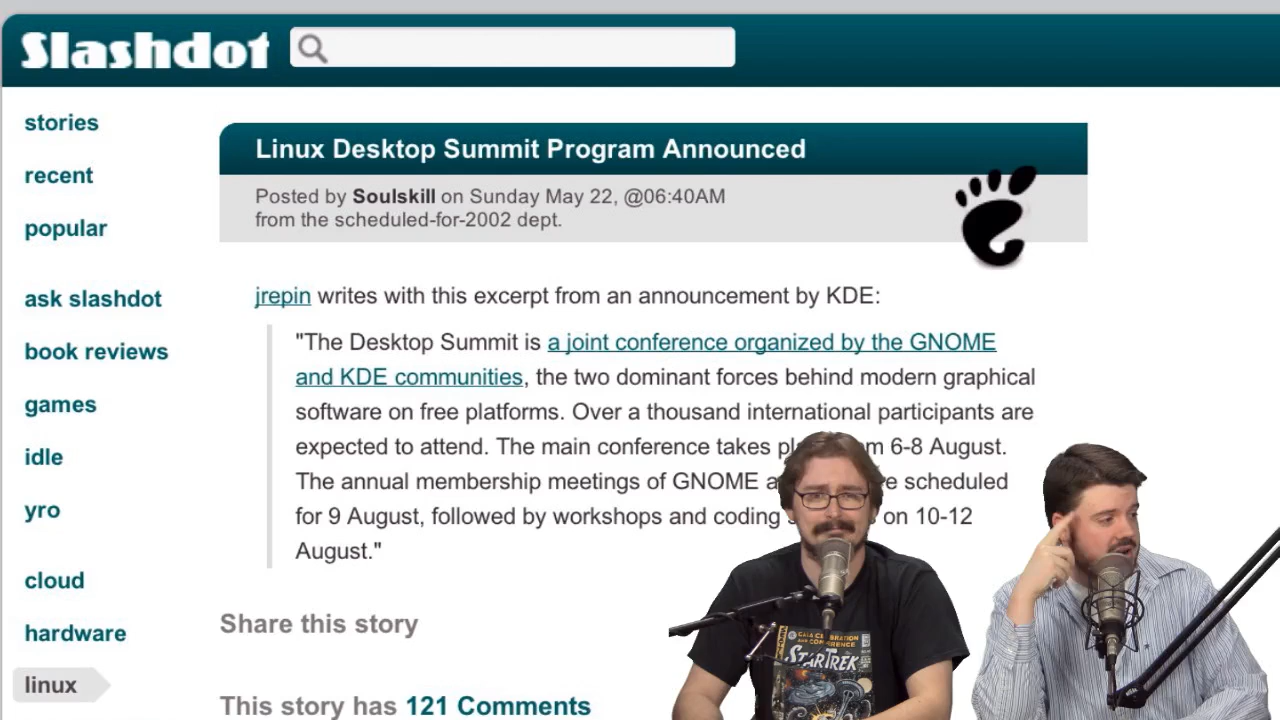 Slashdot
stories
recent
popular
ask slashdot
book reviews
games
idle
yro
cloud
hardware
linux
Linux Desktop Summit Program Announced
Posted by Soulskill on Sunday May 22, @06:40AM
from the scheduled-for-2002 dept.
jrepin writes with this excerpt from an announcement by KDE:
"The Desktop Summit is a joint conference organized by the GNOME
and KDE communities, the two dominant forces behind modern graphical
software on free platforms. Over a thousand international participants are
expected to attend. The main conference takes 6-8 August.
The annual membership meetings of GNOME scheduled
for 9 August, followed by workshops and coding on 10-12
August."
Share this story
This story has 121 Comments
STAR TREK